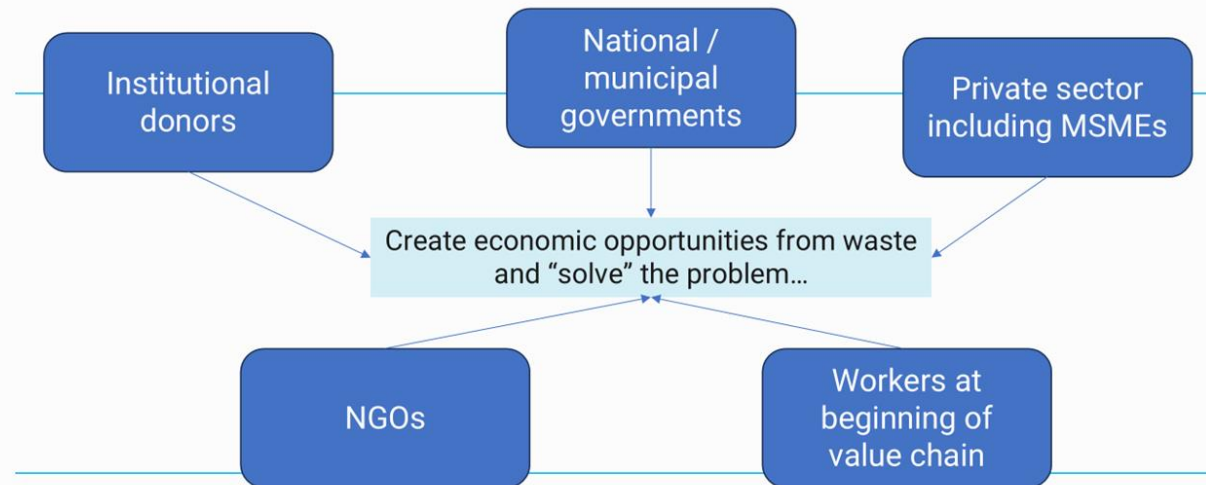 Institutional
donors
National /
municipal
governments
Private sector
including MSMEs
Create economic opportunities from waste
and “solve” the problem…
NGOs
Workers at
beginning of
value chain